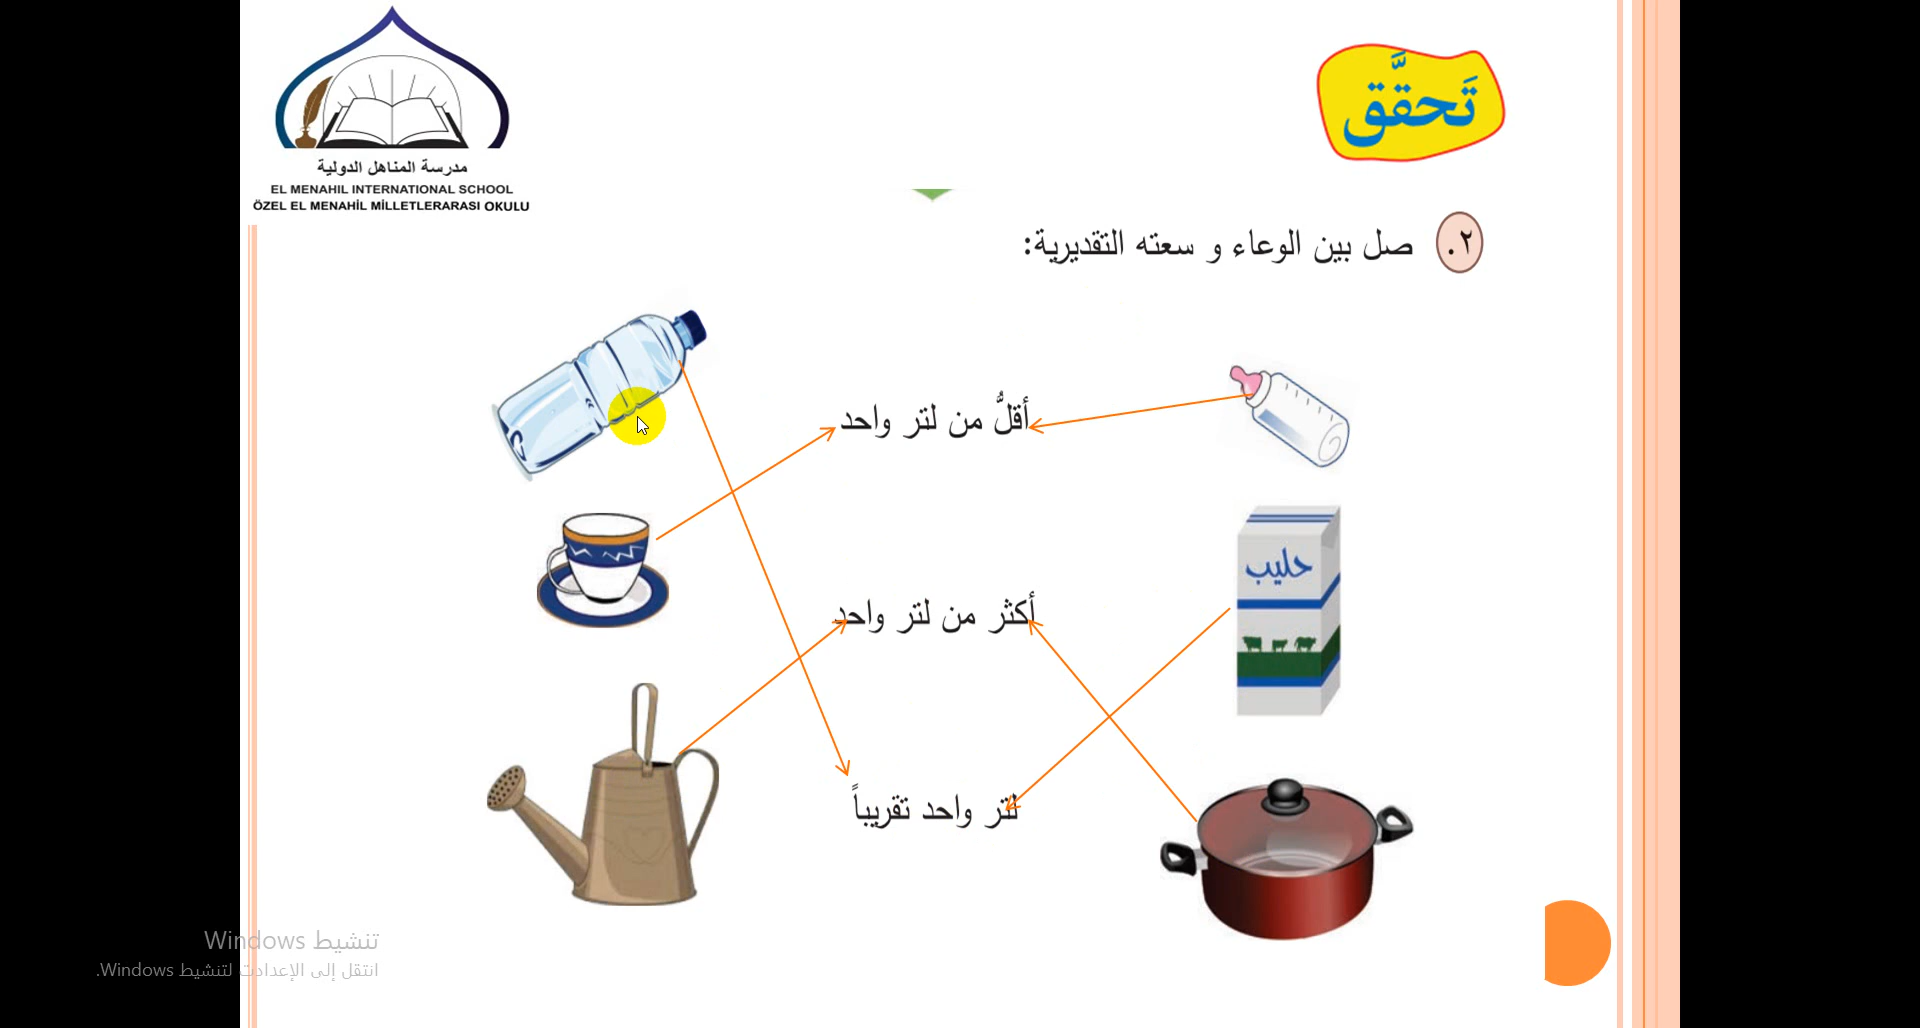 مدرسة المناهل الدولية
EL MENAHIL INTERNATIONAL SCHOOL
ÖZEL EL MENAHİL MİLLETLERARASI OKULU
تَحقَّق
٢. صل بين الوعاء و سعته التقديرية:
أقلُّ من لتر واحد
حليب
أكثر من لتر واحد
لتر واحد تقريباً
تنشيط Windows
انتقل إلى الإعدادت لتنشيط Windows.